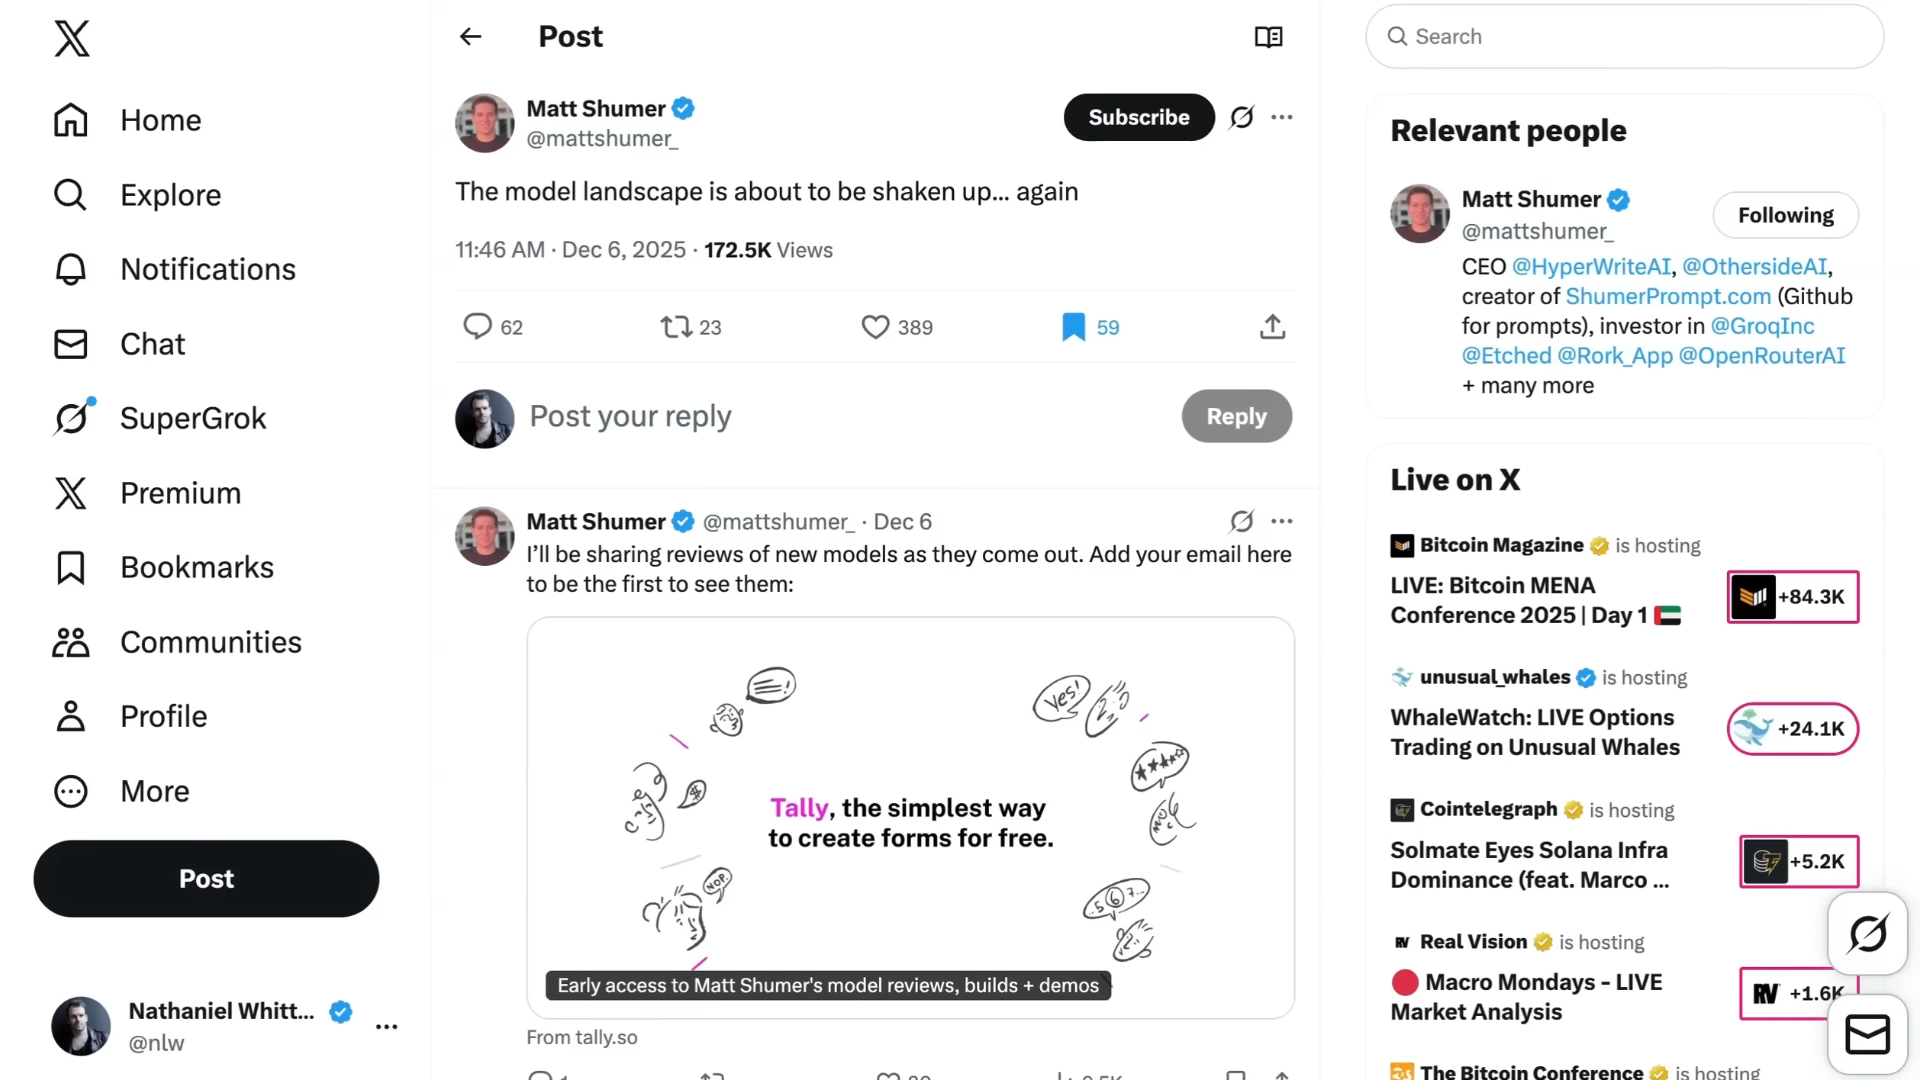 Home
Explore
Notifications
Chat
SuperGrok
Premium
Bookmarks
Communities
Profile
More
Post
Nathaniel Whitt...
@nlw
Post
Matt Shumer
@mattshumer_
Subscribe
The model landscape is about to be shaken up... again
11:46 AM · Dec 6, 2025 · 172.5K Views
62
23
389
59
Post your reply
Reply
Matt Shumer @mattshumer_ · Dec 6
I’ll be sharing reviews of new models as they come out. Add your email here
to be the first to see them:
Yes!
$
NOP.
5 6 7...
Tally, the simplest way
to create forms for free.
Early access to Matt Shumer's model reviews, builds + demos
From tally.so
Search
Relevant people
Matt Shumer
@mattshumer_
Following
CEO @HyperWriteAI, @OthersideAI,
creator of ShumerPrompt.com (Github
for prompts), investor in @GroqInc
@Etched @Rork_App @OpenRouterAI
+ many more
Live on X
Bitcoin Magazine is hosting
LIVE: Bitcoin MENA
Conference 2025 | Day 1
+84.3K
unusual_whales is hosting
WhaleWatch: LIVE Options
Trading on Unusual Whales
+24.1K
Cointelegraph is hosting
Solmate Eyes Solana Infra
Dominance (feat. Marco ...
+5.2K
RV Real Vision is hosting
Macro Mondays - LIVE
Market Analysis
RV +1.6K
The Bitcoin Conference is hosting